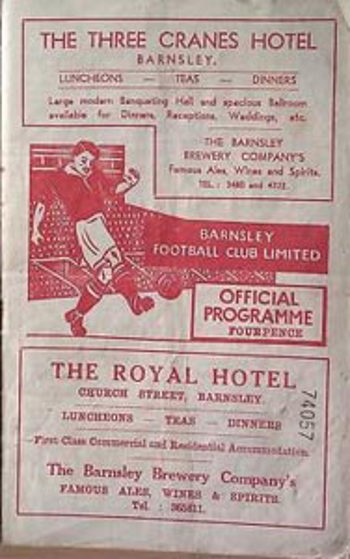 THE THREE CRANES HOTEL
BARNSLEY.
LUNCHEONS — TEAS — DINNERS
Large modern Banqueting Hall and spacious Ballroom
available for Dinners, Receptions, Weddings, etc.
THE BARNSLEY
BREWERY COMPANY'S
Famous Ales, Wines and Spirits.
TEL.: 3480 and 4172.
BARNSLEY
FOOTBALL CLUB LIMITED
OFFICIAL
PROGRAMME
FOURPENCE
THE ROYAL HOTEL
CHURCH STREET, BARNSLEY.
LUNCHEONS — TEAS — DINNERS
First Class Commercial and Residential Accommodation.
74057
The Barnsley Brewery Company's
FAMOUS ALES, WINES & SPIRITS.
Tel. :